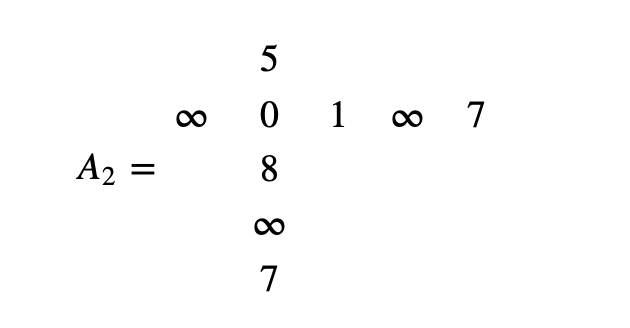 5
∞ 0 1 ∞ 7
A₂ = 8
∞
7